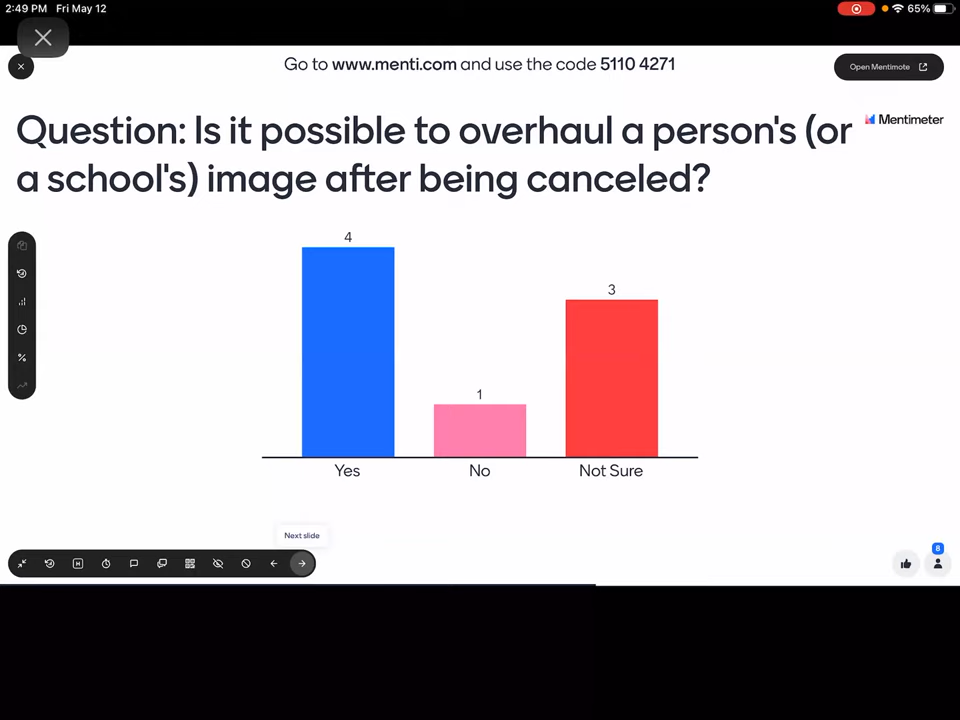 2:49 PM Fri May 12
65%
Go to www.menti.com and use the code 5110 4271
Open Mentimote
Question: Is it possible to overhaul a person's (or
a school's) image after being canceled?
Mentimeter
4
1
3
Yes
No
Not Sure
Next slide
H
8